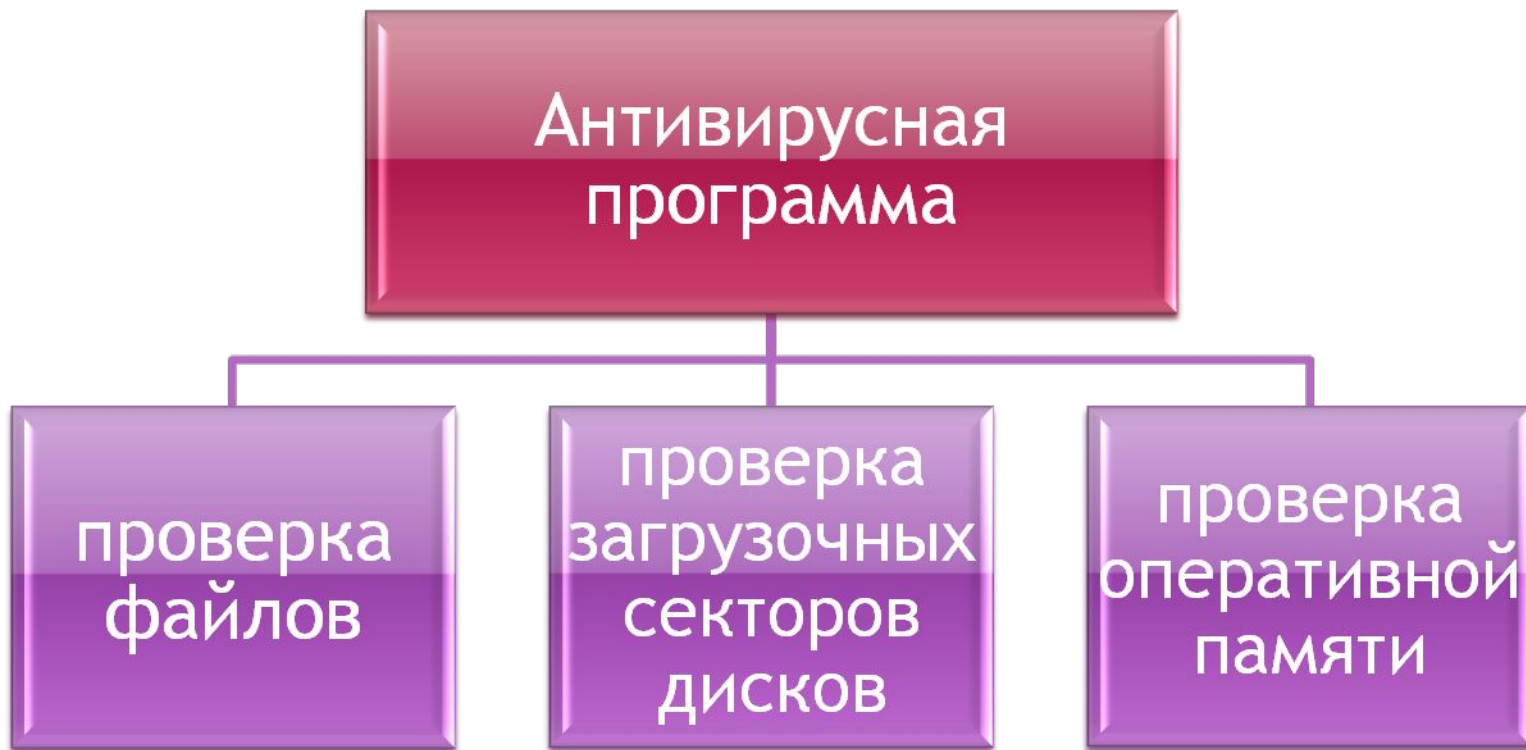 Антивирусная
программа
проверка
файлов
проверка
загрузочных
секторов
дисков
проверка
оперативной
памяти